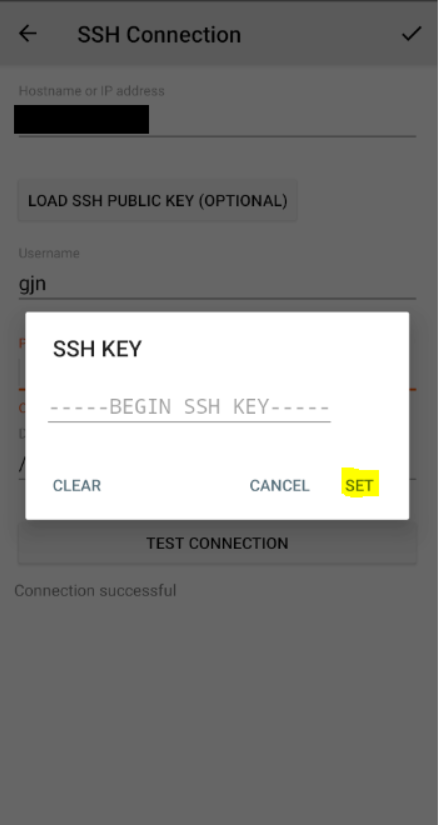 SSH Connection
Hostname or IP address
LOAD SSH PUBLIC KEY (OPTIONAL)
Username
gjn
SSH KEY
-----BEGIN SSH KEY-----
CLEAR CANCEL SET
/
TEST CONNECTION
Connection successful